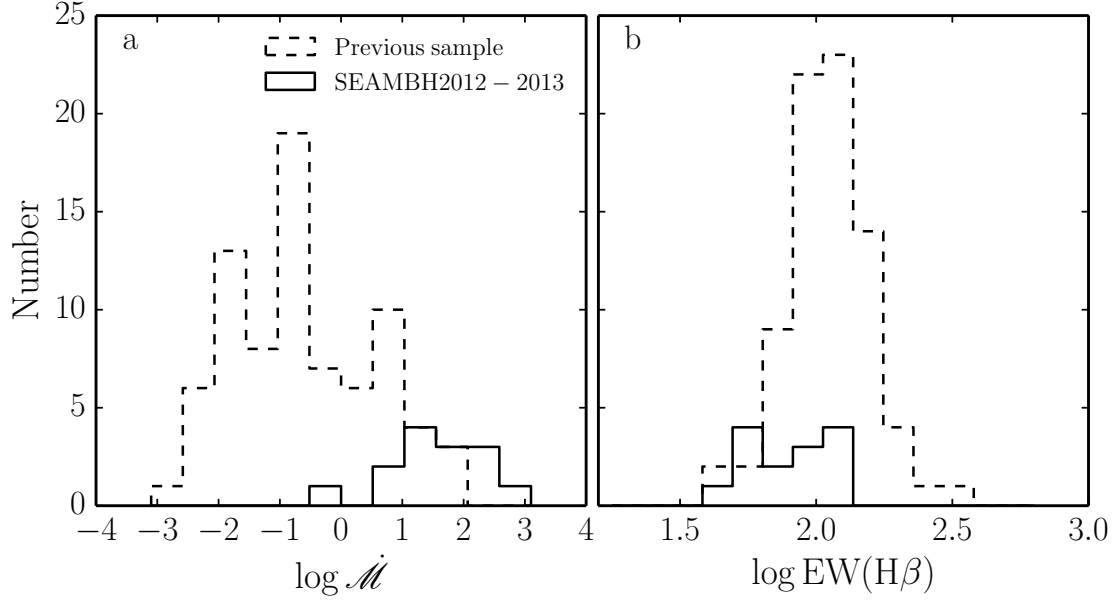 25
20
15
10
5
0
Number
a
Previous sample
SEAMBH2012 − 2013
−4 −3 −2 −1 0 1 2 3 4
log ℳ̇
b
1.5 2.0 2.5 3.0
log EW(Hβ)